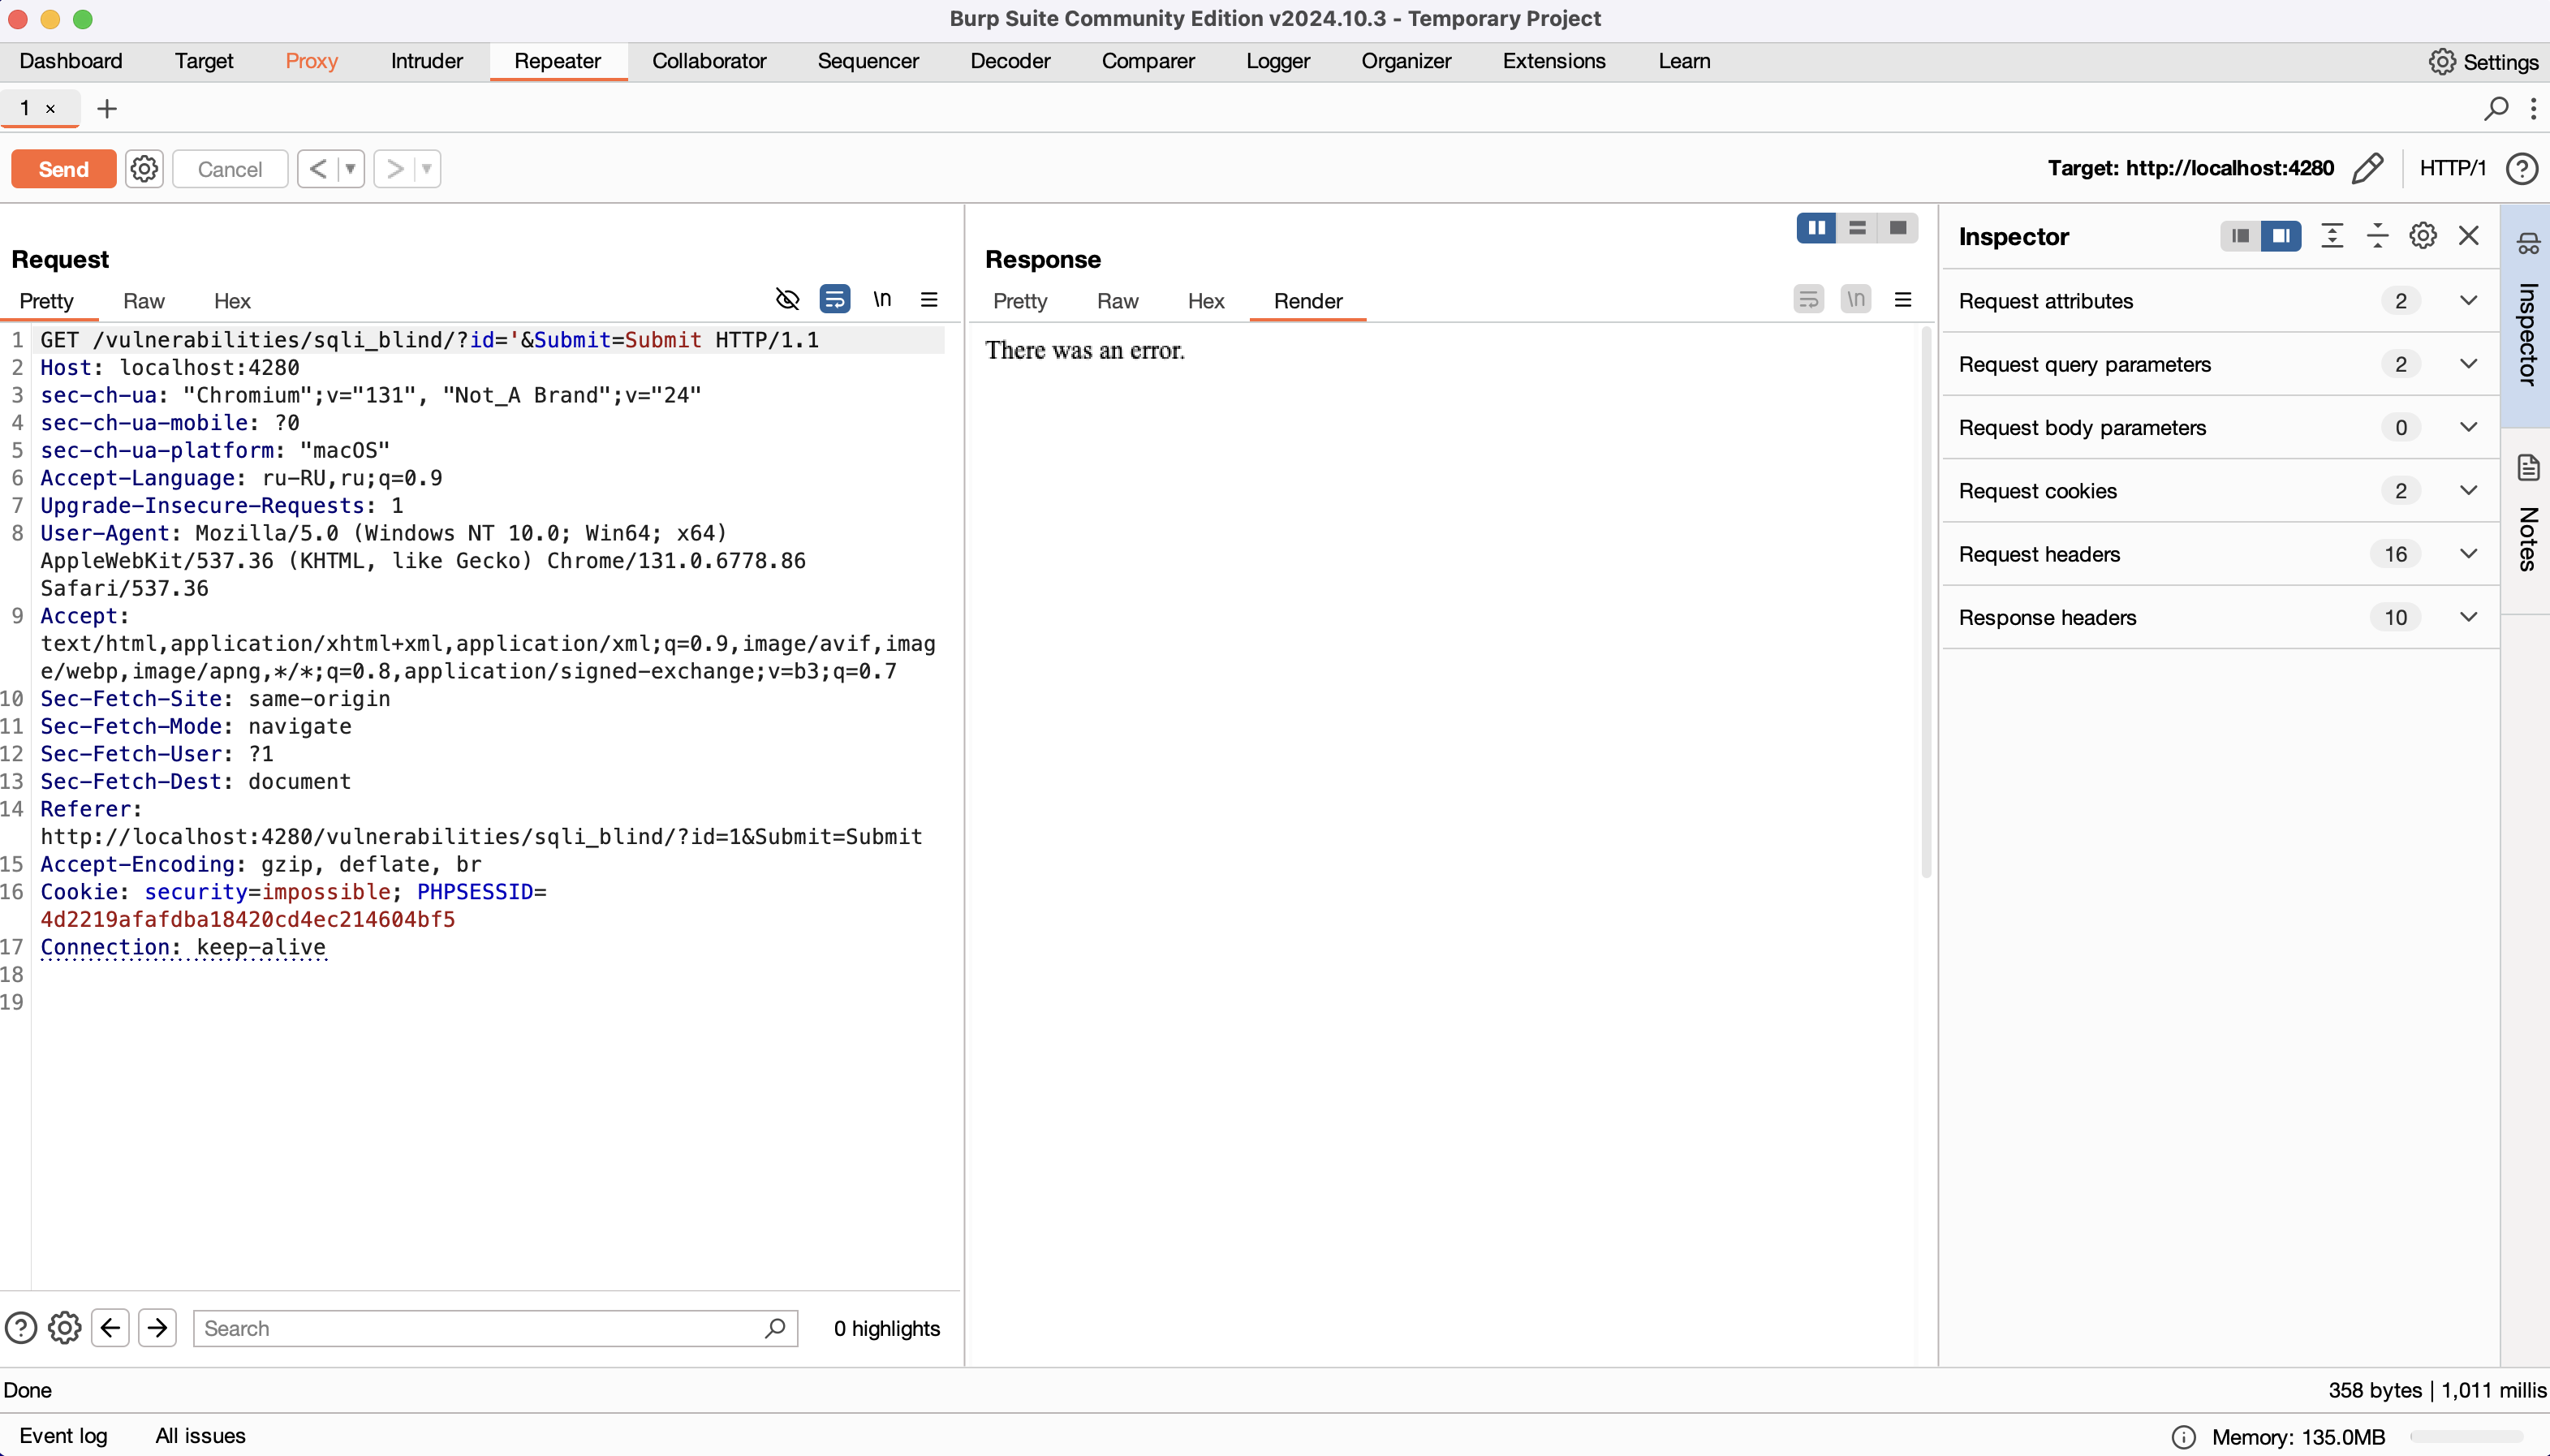 Burp Suite Community Edition v2024.10.3 - Temporary Project
Dashboard Target Proxy Intruder Repeater Collaborator Sequencer Decoder Comparer Logger Organizer Extensions Learn Settings
1 × +
Send Cancel < > Target: http://localhost:4280 HTTP/1
Request
Pretty Raw Hex \n
1 GET /vulnerabilities/sqli_blind/?id='&Submit=Submit HTTP/1.1
2 Host: localhost:4280
3 sec-ch-ua: "Chromium";v="131", "Not_A Brand";v="24"
4 sec-ch-ua-mobile: ?0
5 sec-ch-ua-platform: "macOS"
6 Accept-Language: ru-RU,ru;q=0.9
7 Upgrade-Insecure-Requests: 1
8 User-Agent: Mozilla/5.0 (Windows NT 10.0; Win64; x64)
AppleWebKit/537.36 (KHTML, like Gecko) Chrome/131.0.6778.86
Safari/537.36
9 Accept:
text/html,application/xhtml+xml,application/xml;q=0.9,image/avif,imag
e/webp,image/apng,*/*;q=0.8,application/signed-exchange;v=b3;q=0.7
10 Sec-Fetch-Site: same-origin
11 Sec-Fetch-Mode: navigate
12 Sec-Fetch-User: ?1
13 Sec-Fetch-Dest: document
14 Referer:
http://localhost:4280/vulnerabilities/sqli_blind/?id=1&Submit=Submit
15 Accept-Encoding: gzip, deflate, br
16 Cookie: security=impossible; PHPSESSID=
4d2219afafdba18420cd4ec214604bf5
17 Connection: keep-alive
18
19
Search 0 highlights
Response
Pretty Raw Hex Render \n
There was an error.
Inspector
Request attributes 2
Request query parameters 2
Request body parameters 0
Request cookies 2
Request headers 16
Response headers 10
Inspector
Notes
Done 358 bytes | 1,011 millis
Event log All issues Memory: 135.0MB